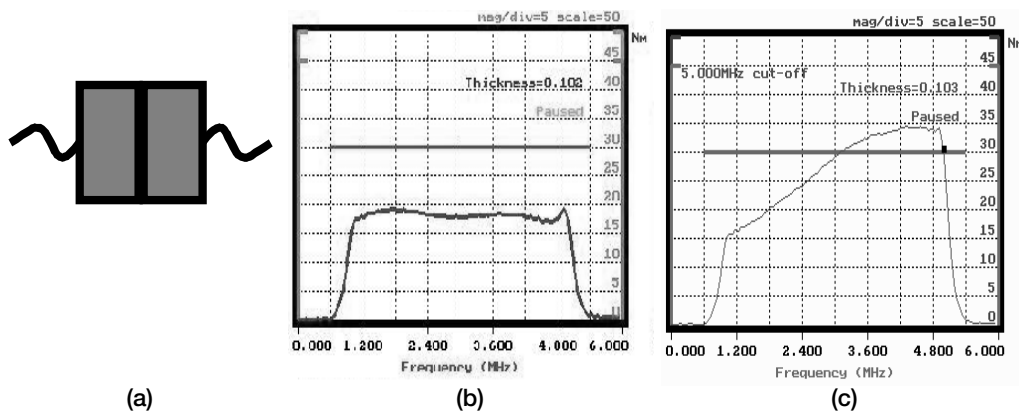 mag/div=5 scale=50
Nм
45
40
35
30
25
20
15
10
5
0
Thickness=0.102
Paused
0.000 1.200 2.400 3.600 4.000 6.000
Frequency (MHz)
mag/div=5 scale=50
45
40
35
30
25
20
15
10
5
0
5.000MHz cut-off
Thickness=0.103
Paused
0.000 1.200 2.400 3.600 4.800 6.000
Frequency (MHz)
(a)
(b)
(c)